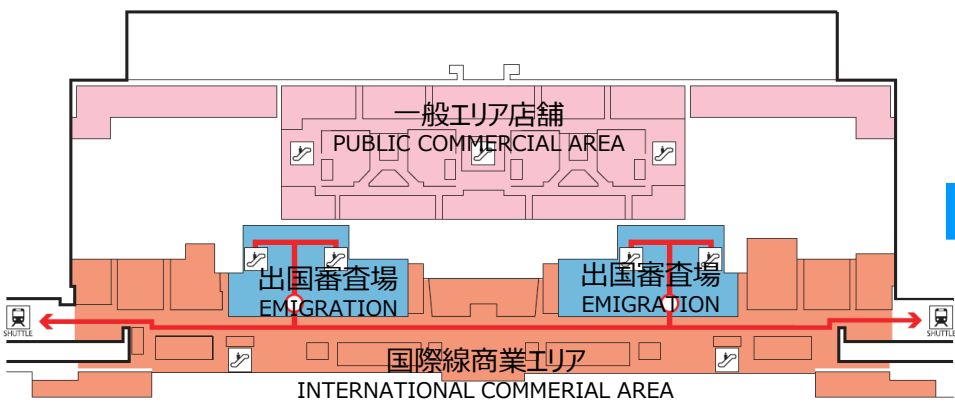 一般エリア店舗
PUBLIC COMMERCIAL AREA
出国審査場
EMIGRATION
出国審査場
EMIGRATION
SHUTTLE
SHUTTLE
国際線商業エリア
INTERNATIONAL COMMERIAL AREA